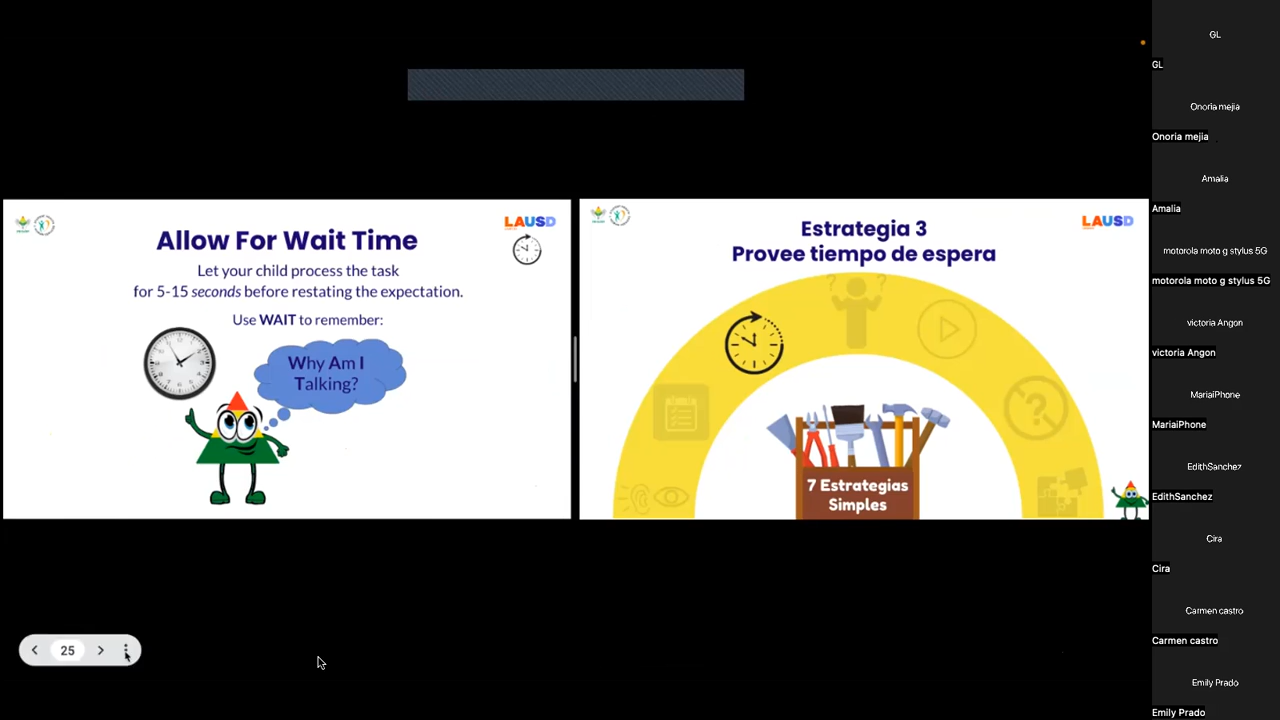 Allow For Wait Time
LAUSD
Let your child process the task
for 5-15 seconds before restating the expectation.
Use WAIT to remember:
Why Am I
Talking?
Estrategia 3
Provee tiempo de espera
LAUSD
7 Estrategias
Simples
25
GL
GL
Onoria mejia
Onoria mejia
Amalia
Amalia
motorola moto g stylus 5G
motorola moto g stylus 5G
victoria Angon
victoria Angon
MariaiPhone
MariaiPhone
EdithSanchez
EdithSanchez
Cira
Cira
Carmen castro
Carmen castro
Emily Prado
Emily Prado